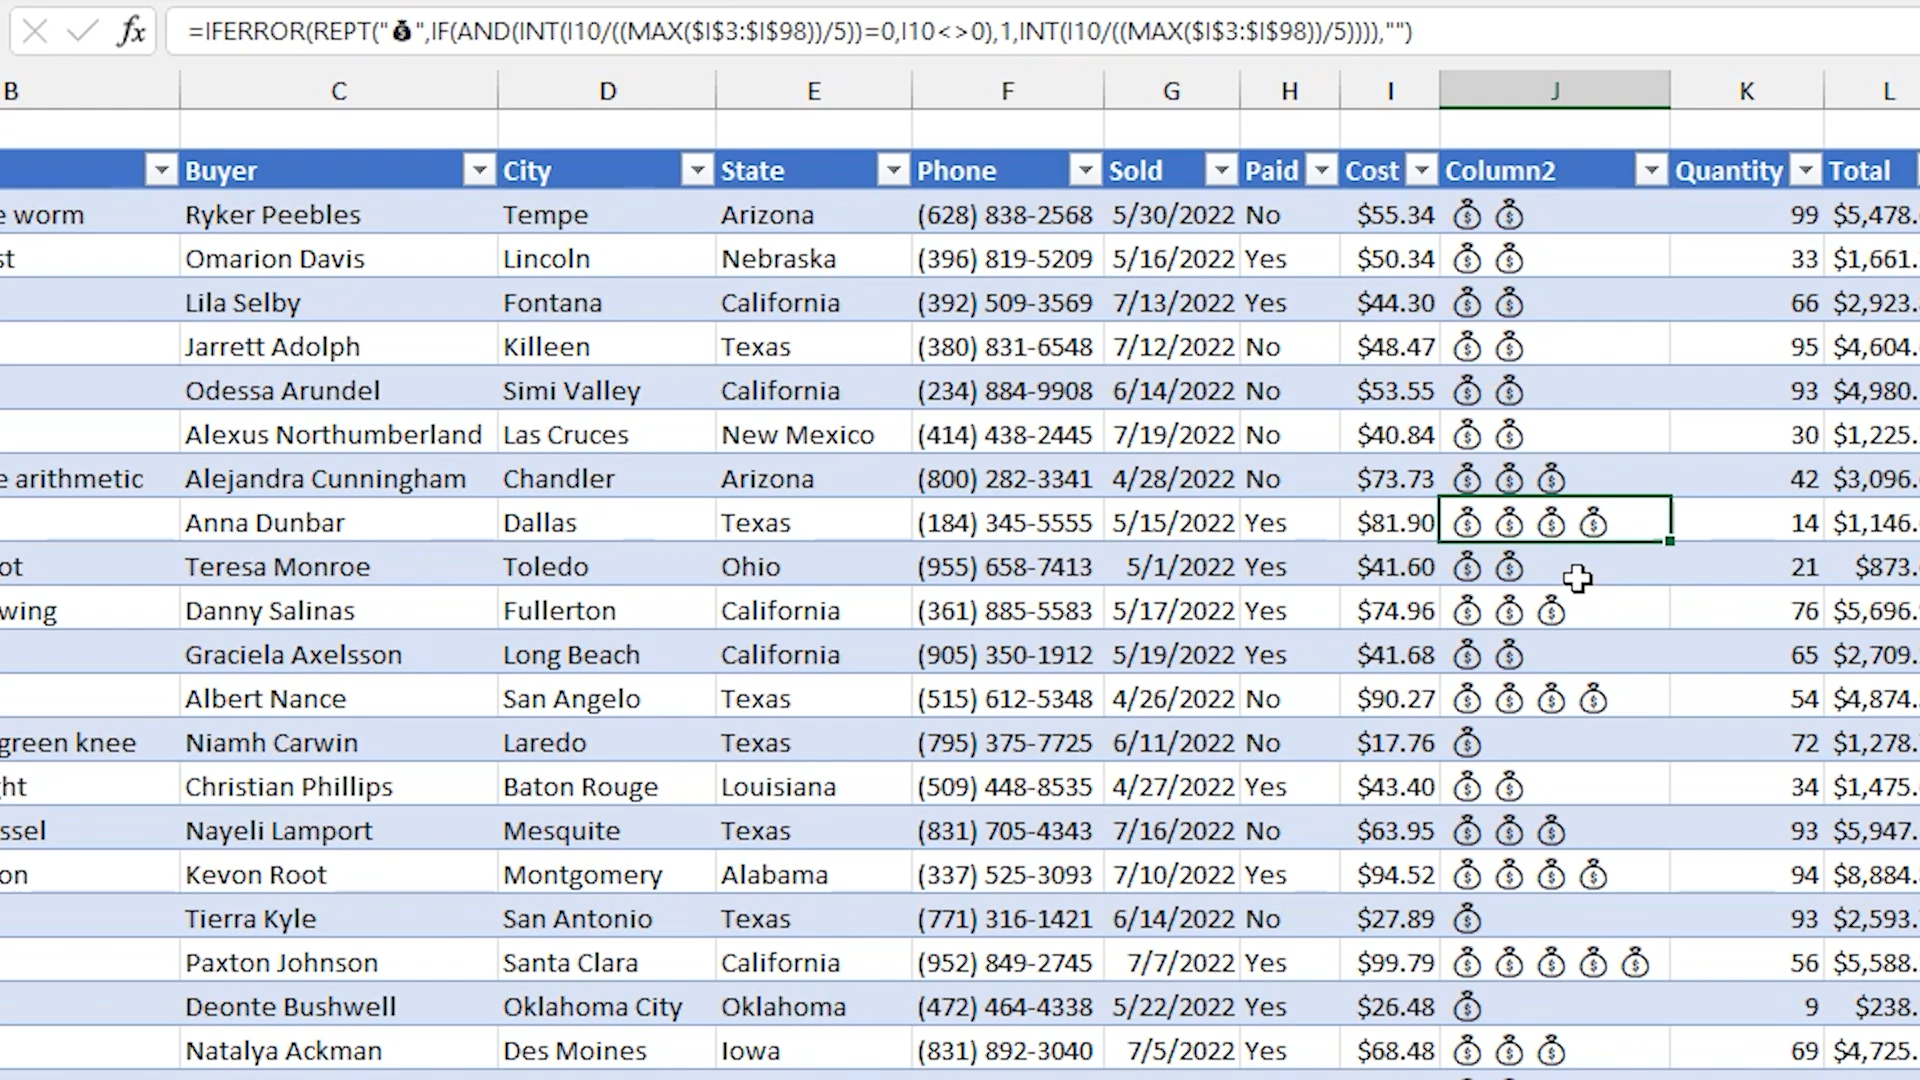 fx =IFERROR(REPT("💰",IF(AND(INT(I10/((MAX($I$3:$I$98))/5))=0,I10<>0),1,INT(I10/((MAX($I$3:$I$98))/5)))),"")
B C D E F G H I J K L
Buyer City State Phone Sold Paid Cost Column2 Quantity Total
e worm Ryker Peebles Tempe Arizona (628) 838-2568 5/30/2022 No $55.34 💰💰 99 $5,478.
st Omarion Davis Lincoln Nebraska (396) 819-5209 5/16/2022 Yes $50.34 💰💰 33 $1,661.
Lila Selby Fontana California (392) 509-3569 7/13/2022 Yes $44.30 💰💰 66 $2,923.
Jarrett Adolph Killeen Texas (380) 831-6548 7/12/2022 No $48.47 💰💰 95 $4,604.
Odessa Arundel Simi Valley California (234) 884-9908 6/14/2022 No $53.55 💰💰 93 $4,980.
Alexus Northumberland Las Cruces New Mexico (414) 438-2445 7/19/2022 No $40.84 💰💰 30 $1,225.
e arithmetic Alejandra Cunningham Chandler Arizona (800) 282-3341 4/28/2022 No $73.73 💰💰💰 42 $3,096.
Anna Dunbar Dallas Texas (184) 345-5555 5/15/2022 Yes $81.90 💰💰💰💰 14 $1,146.
ot Teresa Monroe Toledo Ohio (955) 658-7413 5/1/2022 Yes $41.60 💰💰 21 $873.
wing Danny Salinas Fullerton California (361) 885-5583 5/17/2022 Yes $74.96 💰💰💰 76 $5,696.
Graciela Axelsson Long Beach California (905) 350-1912 5/19/2022 Yes $41.68 💰💰 65 $2,709.
Albert Nance San Angelo Texas (515) 612-5348 4/26/2022 No $90.27 💰💰💰💰 54 $4,874.
green knee Niamh Carwin Laredo Texas (795) 375-7725 6/11/2022 No $17.76 💰 72 $1,278.
ht Christian Phillips Baton Rouge Louisiana (509) 448-8535 4/27/2022 Yes $43.40 💰💰 34 $1,475.
ssel Nayeli Lamport Mesquite Texas (831) 705-4343 7/16/2022 No $63.95 💰💰💰 93 $5,947.
on Kevon Root Montgomery Alabama (337) 525-3093 7/10/2022 Yes $94.52 💰💰💰💰 94 $8,884.
Tierra Kyle San Antonio Texas (771) 316-1421 6/14/2022 No $27.89 💰 93 $2,593.
Paxton Johnson Santa Clara California (952) 849-2745 7/7/2022 Yes $99.79 💰💰💰💰💰 56 $5,588.
Deonte Bushwell Oklahoma City Oklahoma (472) 464-4338 5/22/2022 Yes $26.48 💰 9 $238.
Natalya Ackman Des Moines Iowa (831) 892-3040 7/5/2022 Yes $68.48 💰💰💰 69 $4,725.